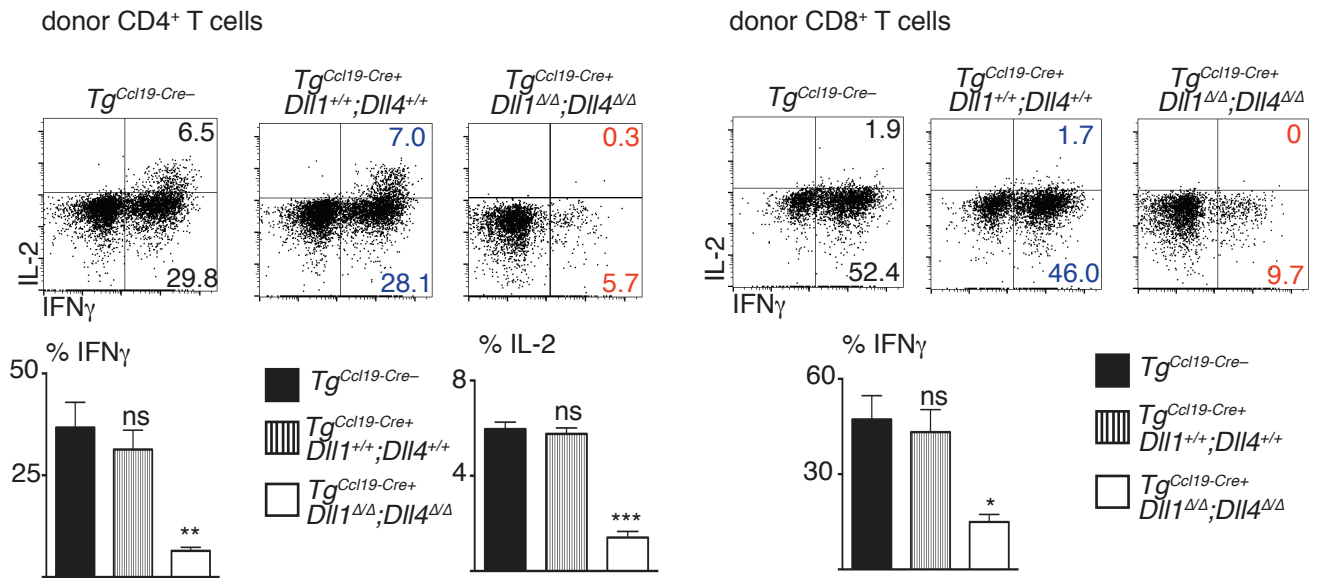 donor CD4⁺ T cells
donor CD8⁺ T cells
Tg^Ccl19-Cre–
Tg^Ccl19-Cre+
Dll1^+/+;Dll4^+/+
Tg^Ccl19-Cre+
Dll1^Δ/Δ;Dll4^Δ/Δ
Tg^Ccl19-Cre–
Tg^Ccl19-Cre+
Dll1^+/+;Dll4^+/+
Tg^Ccl19-Cre+
Dll1^Δ/Δ;Dll4^Δ/Δ
6.5
7.0
0.3
1.9
1.7
0
IL-2
29.8
28.1
5.7
IL-2
52.4
46.0
9.7
IFNγ
IFNγ
% IFNγ
50
25
ns
**
Tg^Ccl19-Cre–
Tg^Ccl19-Cre+
Dll1^+/+;Dll4^+/+
Tg^Ccl19-Cre+
Dll1^Δ/Δ;Dll4^Δ/Δ
% IL-2
8
4
ns
***
% IFNγ
60
30
ns
*
Tg^Ccl19-Cre–
Tg^Ccl19-Cre+
Dll1^+/+;Dll4^+/+
Tg^Ccl19-Cre+
Dll1^Δ/Δ;Dll4^Δ/Δ